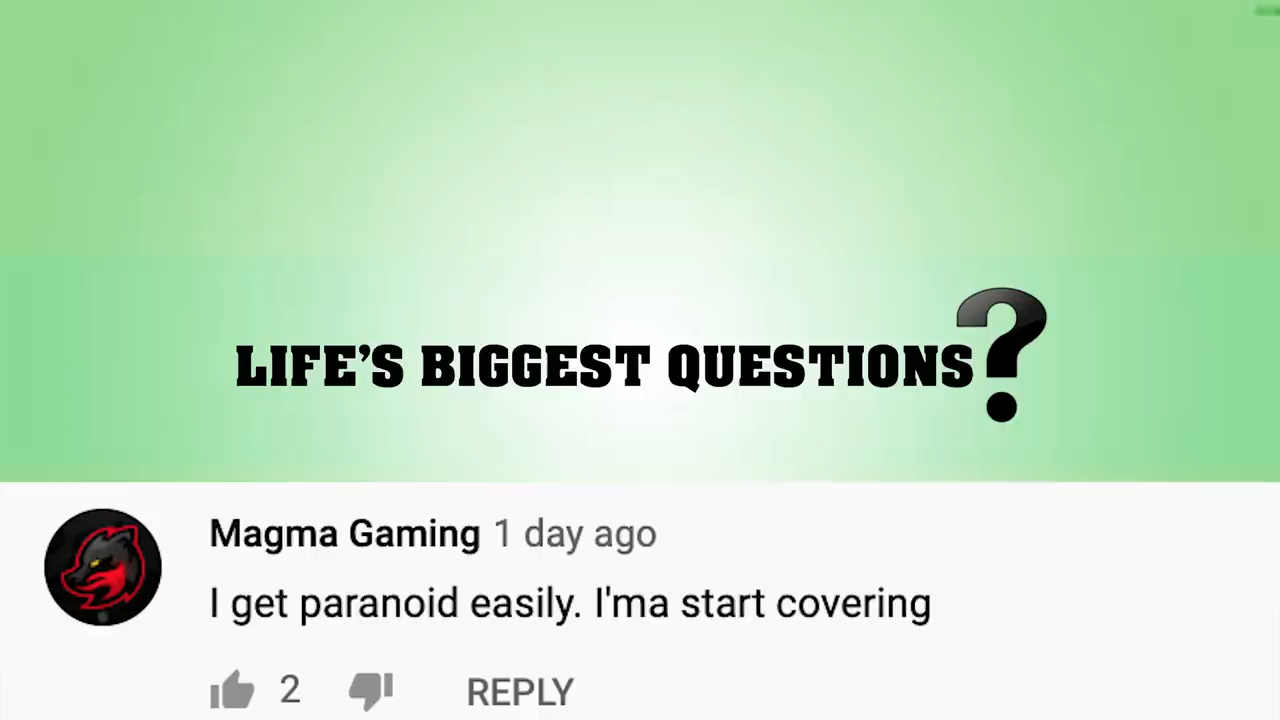 LIFE'S BIGGEST QUESTIONS?
Magma Gaming 1 day ago
I get paranoid easily. I'ma start covering
2 REPLY